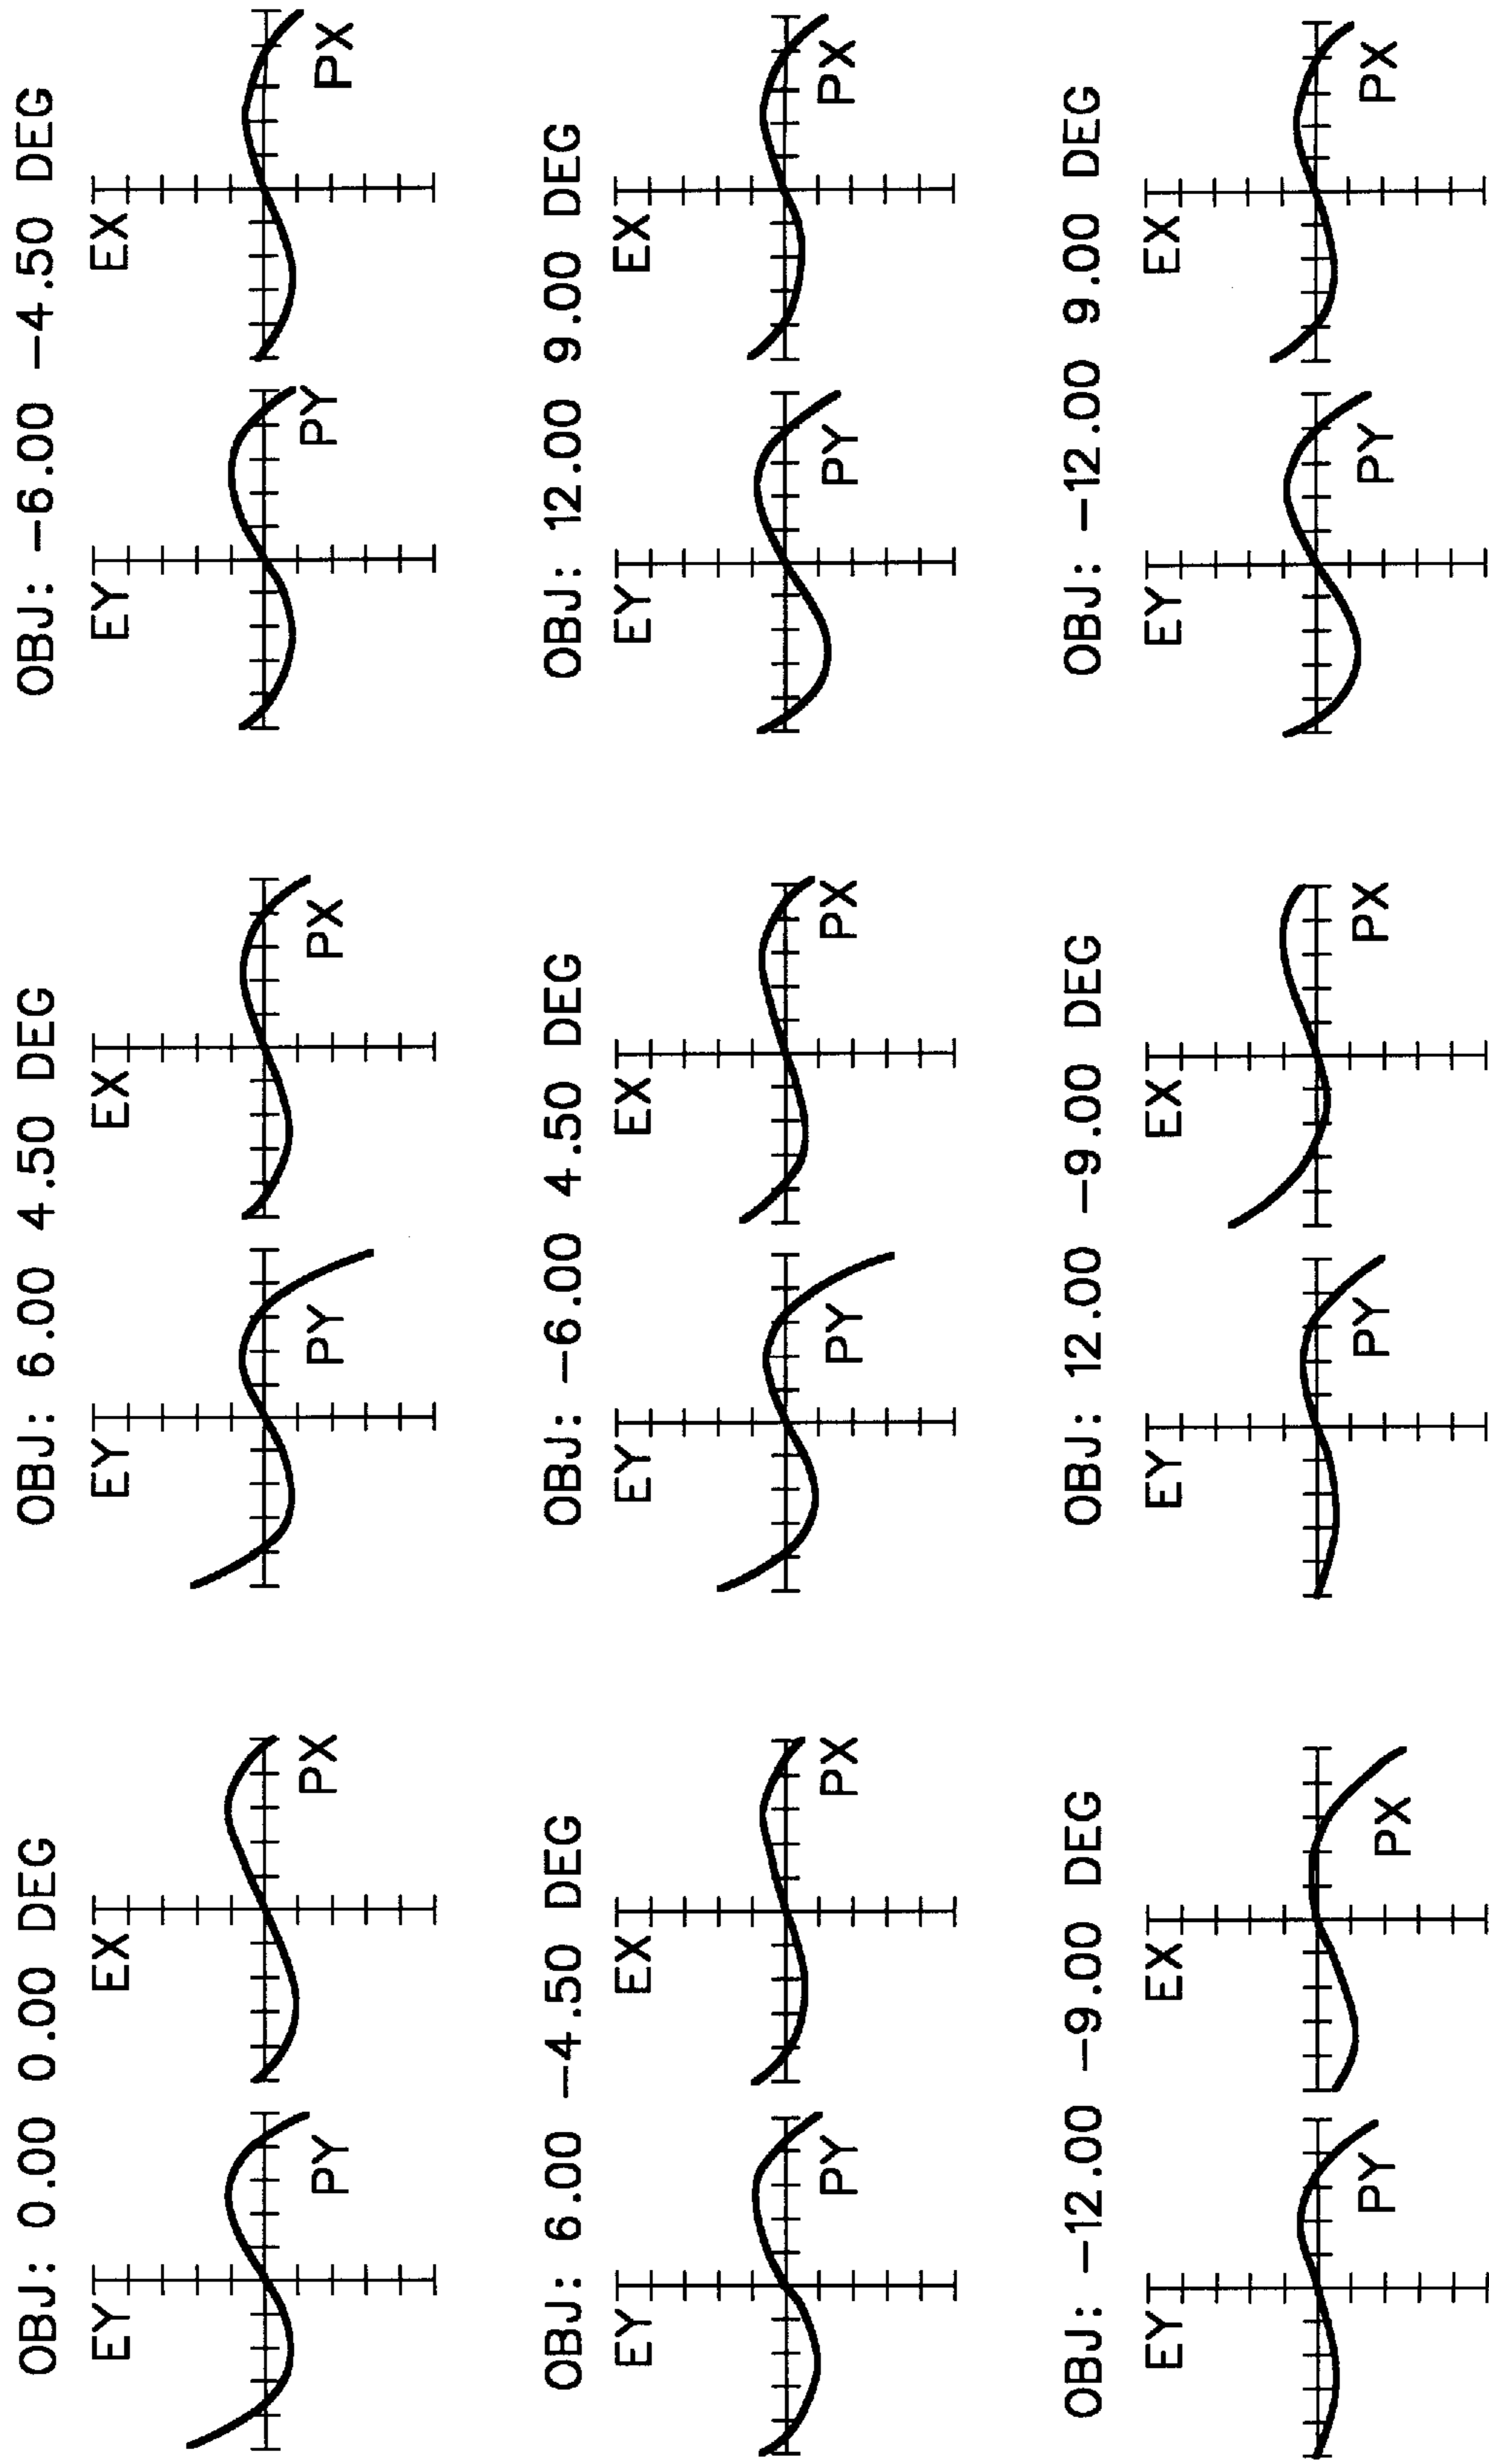 OBJ: 0.00 0.00 DEG
EY
EX
PY
PX
OBJ: 6.00 4.50 DEG
EY
EX
PY
PX
OBJ: −6.00 −4.50 DEG
EY
EX
PY
PX
OBJ: 6.00 −4.50 DEG
EY
EX
PY
PX
OBJ: −6.00 4.50 DEG
EY
EX
PY
PX
OBJ: 12.00 9.00 DEG
EY
EX
PY
PX
OBJ: −12.00 −9.00 DEG
EY
EX
PY
PX
OBJ: 12.00 −9.00 DEG
EY
EX
PY
PX
OBJ: −12.00 9.00 DEG
EY
EX
PY
PX